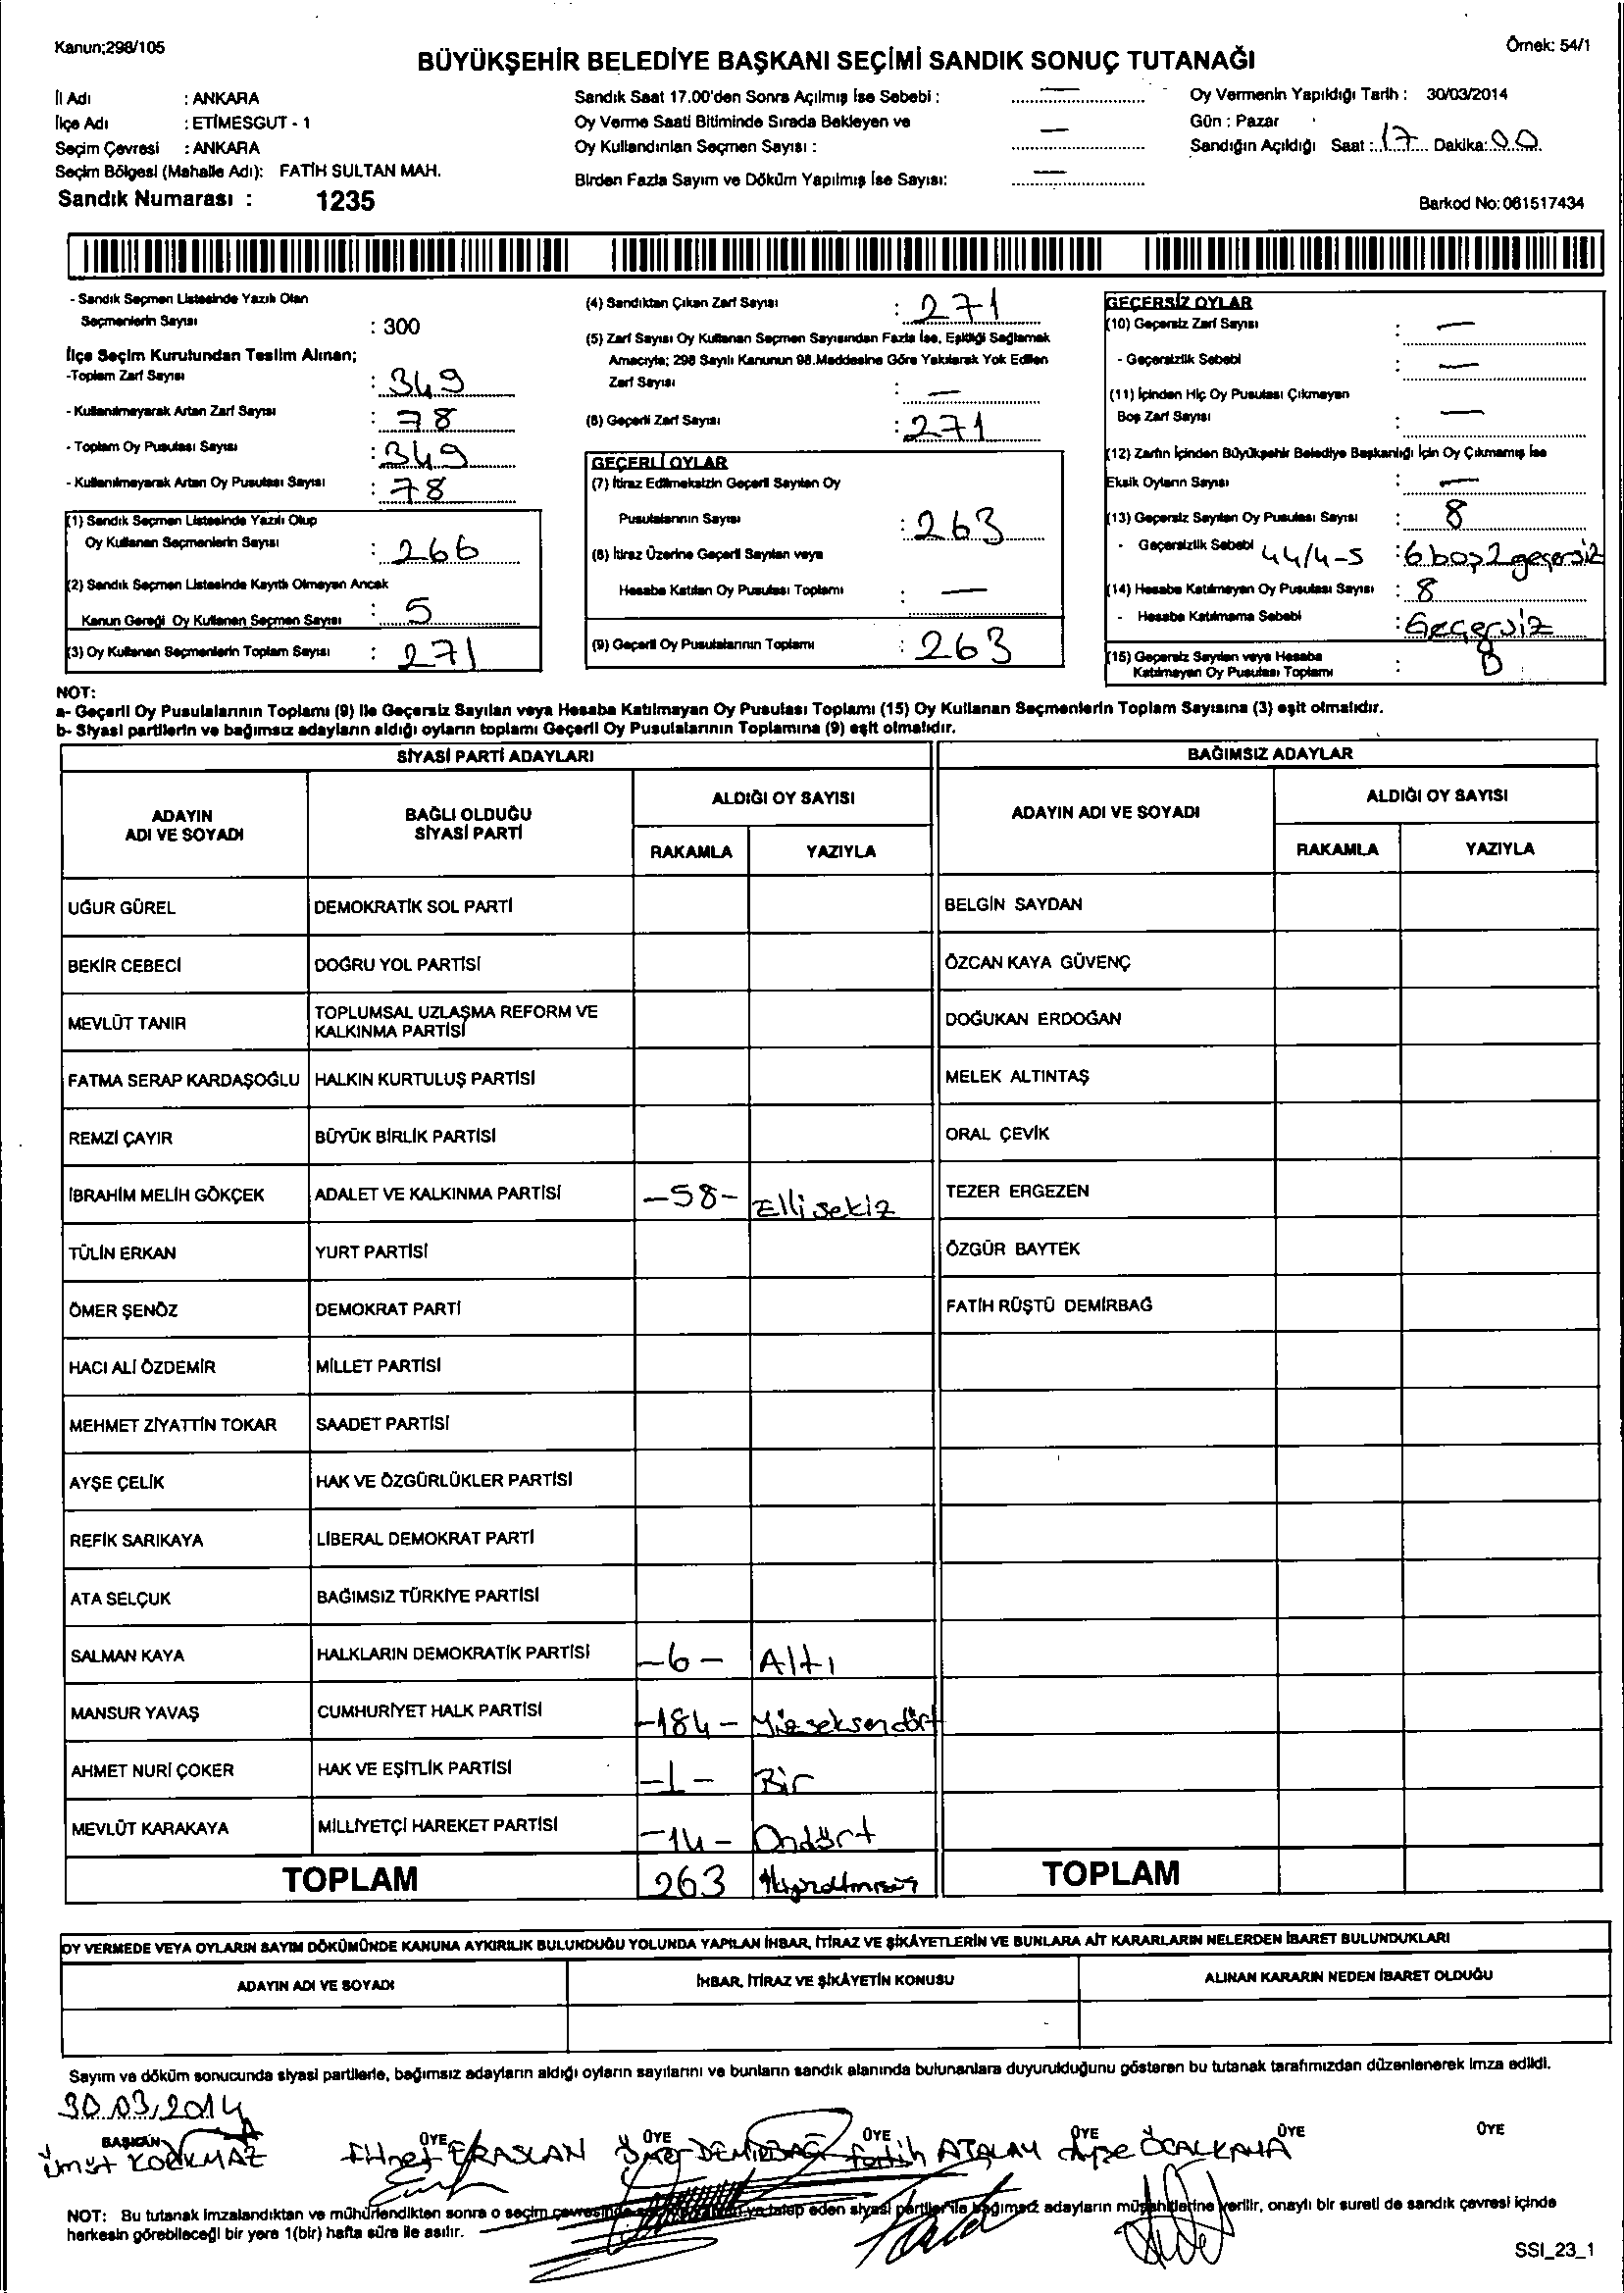 Kanun;298/105
Örnek: 54/1
BÜYÜKŞEHİR BELEDİYE BAŞKANI SEÇİMİ SANDIK SONUÇ TUTANAĞI
İl Adı : ANKARA
İlçe Adı : ETİMESGUT - 1
Seçim Çevresi : ANKARA
Seçim Bölgesi (Mahalle Adı): FATİH SULTAN MAH.
Sandık Numarası : 1235
Sandık Saat 17.00'den Sonra Açılmış İse Sebebi : —
Oy Verme Saati Bitiminde Sırada Bekleyen ve
Oy Kullandırılan Seçmen Sayısı : —
Birden Fazla Sayım ve Döküm Yapılmış İse Sayısı: —
Oy Vermenin Yapıldığı Tarih : 30/03/2014
Gün : Pazar
Sandığın Açıldığı Saat : 17 Dakika: 00
Barkod No: 061517434
- Sandık Seçmen Listesinde Yazılı Olan
Seçmenlerin Sayısı : 300
İlçe Seçim Kurulundan Teslim Alınan;
-Toplam Zarf Sayısı : 349
- Kullanılmayarak Artan Zarf Sayısı : 78
- Toplam Oy Pusulası Sayısı : 349
- Kullanılmayarak Artan Oy Pusulası Sayısı : 78
(1) Sandık Seçmen Listesinde Yazılı Olup
Oy Kullanan Seçmenlerin Sayısı : 266
(2) Sandık Seçmen Listesinde Kayıtlı Olmayan Ancak
Kanun Gereği Oy Kullanan Seçmen Sayısı : 5
(3) Oy Kullanan Seçmenlerin Toplam Sayısı : 271
(4) Sandıktan Çıkan Zarf Sayısı : 271
(5) Zarf Sayısı Oy Kullanan Seçmen Sayısından Fazla İse, Eşitliği Sağlamak
Amacıyla; 298 Sayılı Kanunun 98.Maddesine Göre Yakılarak Yok Edilen
Zarf Sayısı : —
(6) Geçerli Zarf Sayısı : 271
GEÇERLİ OYLAR
(7) İtiraz Edilmeksizin Geçerli Sayılan Oy
Pusulalarının Sayısı : 263
(8) İtiraz Üzerine Geçerli Sayılan veya
Hesaba Katılan Oy Pusulası Toplamı : —
(9) Geçerli Oy Pusulalarının Toplamı : 263
GEÇERSİZ OYLAR
(10) Geçersiz Zarf Sayısı : —
- Geçersizlik Sebebi : —
(11) İçinden Hiç Oy Pusulası Çıkmayan
Boş Zarf Sayısı : —
(12) Zarfın İçinden Büyükşehir Belediye Başkanlığı İçin Oy Çıkmamış İse
Eksik Oyların Sayısı : —
(13) Geçersiz Sayılan Oy Pusulası Sayısı : 8
- Geçersizlik Sebebi 44/4-5 : 6 boş 2 geçersiz
(14) Hesaba Katılmayan Oy Pusulası Sayısı : 8
- Hesaba Katılmama Sebebi : Geçersiz
(15) Geçersiz Sayılan veya Hesaba
Katılmayan Oy Pusulası Toplamı : 8
NOT:
a- Geçerli Oy Pusulalarının Toplamı (9) ile Geçersiz Sayılan veya Hesaba Katılmayan Oy Pusulası Toplamı (15) Oy Kullanan Seçmenlerin Toplam Sayısına (3) eşit olmalıdır.
b- Siyasi partilerin ve bağımsız adayların aldığı oyların toplamı Geçerli Oy Pusulalarının Toplamına (9) eşit olmalıdır.
SİYASİ PARTİ ADAYLARI
BAĞIMSIZ ADAYLAR
ADAYIN ADI VE SOYADI
BAĞLI OLDUĞU SİYASİ PARTİ
ALDIĞI OY SAYISI
RAKAMLA YAZIYLA
ADAYIN ADI VE SOYADI
ALDIĞI OY SAYISI
RAKAMLA YAZIYLA
UĞUR GÜREL DEMOKRATİK SOL PARTİ BELGİN SAYDAN
BEKİR CEBECİ DOĞRU YOL PARTİSİ ÖZCAN KAYA GÜVENÇ
MEVLÜT TANIR TOPLUMSAL UZLAŞMA REFORM VE KALKINMA PARTİSİ DOĞUKAN ERDOĞAN
FATMA SERAP KARDAŞOĞLU HALKIN KURTULUŞ PARTİSİ MELEK ALTINTAŞ
REMZİ ÇAYIR BÜYÜK BİRLİK PARTİSİ ORAL ÇEVİK
İBRAHİM MELİH GÖKÇEK ADALET VE KALKINMA PARTİSİ -58- Ellisekiz TEZER ERGEZEN
TÜLİN ERKAN YURT PARTİSİ ÖZGÜR BAYTEK
ÖMER ŞENÖZ DEMOKRAT PARTİ FATİH RÜŞTÜ DEMİRBAĞ
HACI ALİ ÖZDEMİR MİLLET PARTİSİ
MEHMET ZİYATTİN TOKAR SAADET PARTİSİ
AYŞE ÇELİK HAK VE ÖZGÜRLÜKLER PARTİSİ
REFİK SARIKAYA LİBERAL DEMOKRAT PARTİ
ATA SELÇUK BAĞIMSIZ TÜRKİYE PARTİSİ
SALMAN KAYA HALKLARIN DEMOKRATİK PARTİSİ -6- Altı
MANSUR YAVAŞ CUMHURİYET HALK PARTİSİ -184- Yüzseksendört
AHMET NURİ ÇOKER HAK VE EŞİTLİK PARTİSİ -1- Bir
MEVLÜT KARAKAYA MİLLİYETÇİ HAREKET PARTİSİ -14- Ondört
TOPLAM 263 TOPLAM
OY VERMEDE VEYA OYLARIN SAYIM DÖKÜMÜNDE KANUNA AYKIRILIK BULUNDUĞU YOLUNDA YAPILAN İHBAR, İTİRAZ VE ŞİKÂYETLERİN VE BUNLARA AİT KARARLARIN NELERDEN İBARET BULUNDUKLARI
ADAYIN ADI VE SOYADI İHBAR, İTİRAZ VE ŞİKÂYETİN KONUSU ALINAN KARARIN NEDEN İBARET OLDUĞU
Sayım ve döküm sonucunda siyasi partilerle, bağımsız adayların aldığı oyların sayılarını ve bunların sandık alanında bulunanlara duyurulduğunu gösteren bu tutanak tarafımızdan düzenlenerek imza edildi.
30.03.2014
BAŞKAN ÜYE ÜYE ÜYE ÜYE ÜYE ÜYE
Ümüt KORKMAZ Ahmet ERASLAN Ömer DEMİRBAĞ Fatih ATALAY Ayşe ÖCALKAYA
NOT: Bu tutanak imzalandıktan ve mühürlendikten sonra o seçim çevresinde ve talep eden siyasi partiler ile bağımsız adayların müşahitlerine verilir, onaylı bir sureti de sandık çevresi içinde
herkesin görebileceği bir yere 1(bir) hafta süre ile asılır.
SSI_23_1